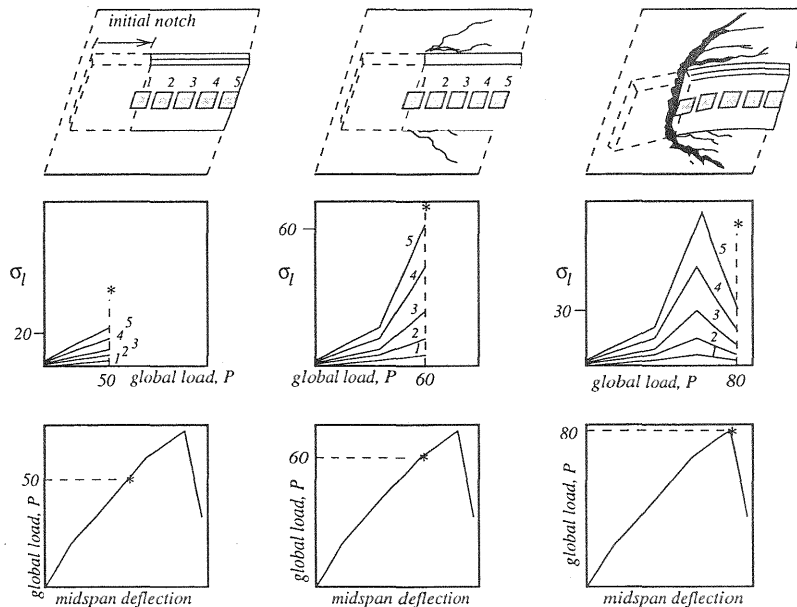 initial notch
1 2 3 4 5
1 2 3 4 5
σl
20
*
5
4 3
1 2
50
global load, P
σl
60
*
5
4
3
2
1
60
global load, P
σl
30
*
5
4
3
2
1
80
global load, P
global load, P
50
*
midspan deflection
global load, P
60
*
midspan deflection
global load, P
80
*
midspan deflection